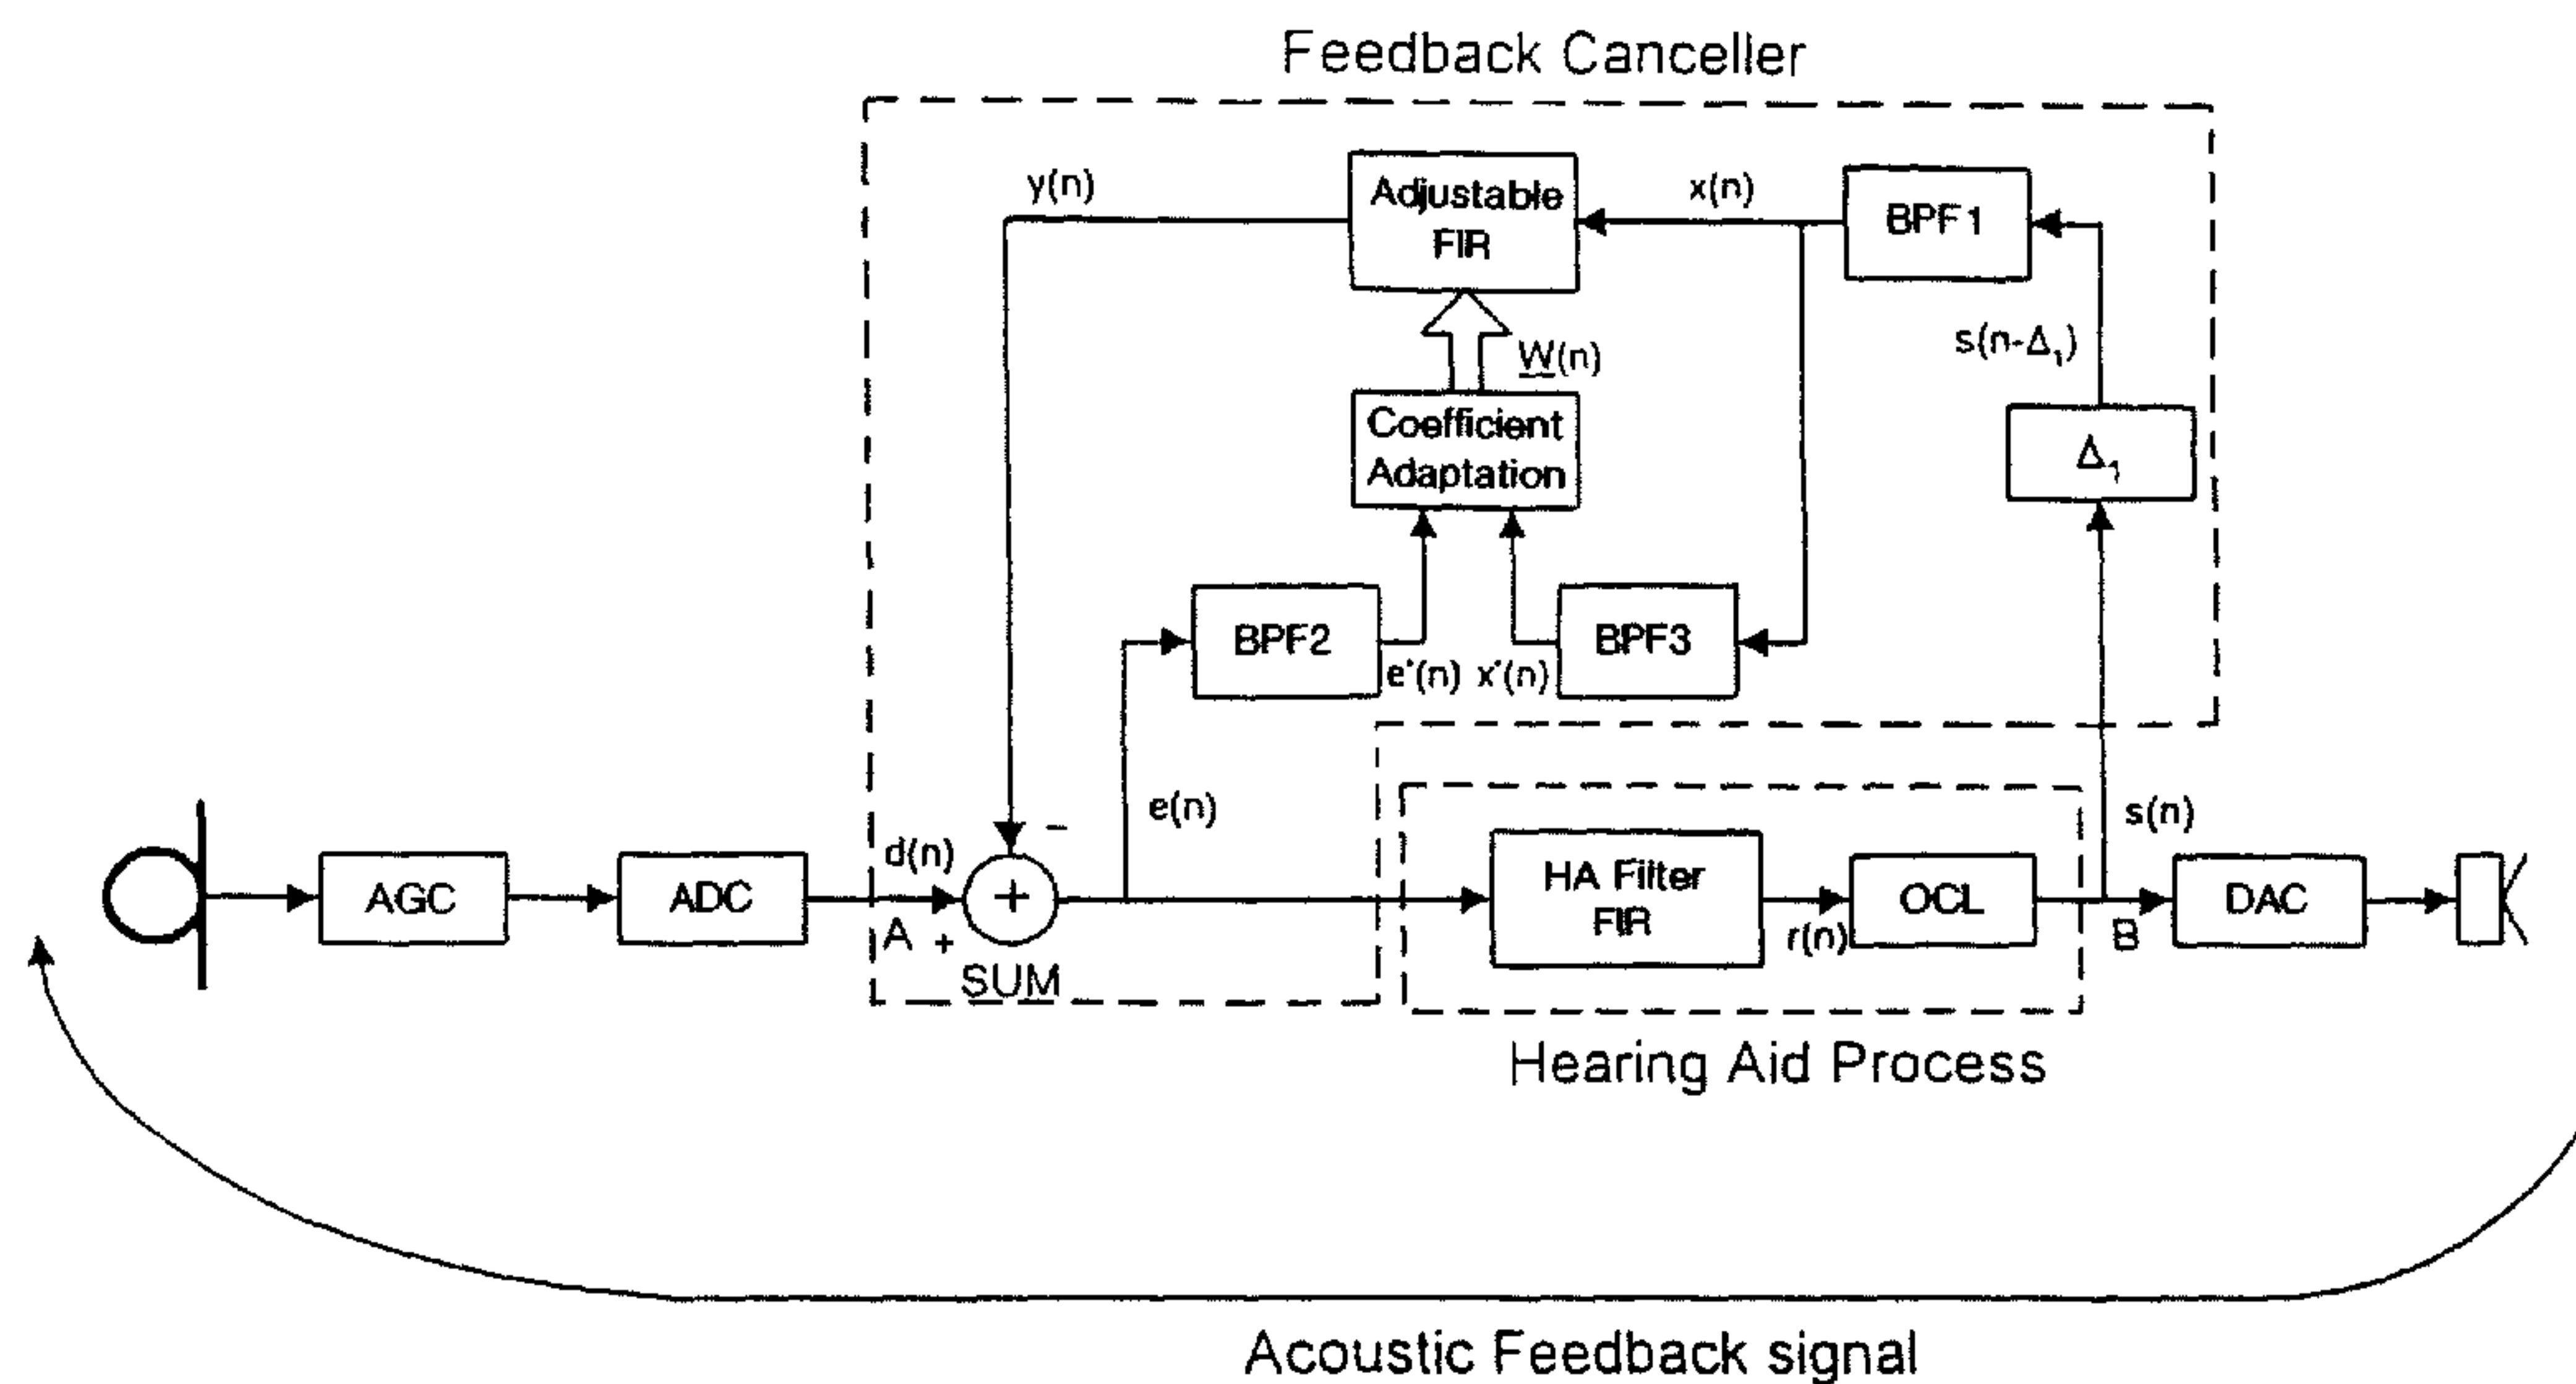 Feedback Canceller
y(n)
Adjustable
FIR
x(n)
BPF1
W(n)
s(n-Δ₁)
Coefficient
Adaptation
Δ₁
BPF2
e'(n)
x'(n)
BPF3
e(n)
s(n)
d(n)
-
AGC
ADC
A
+
+
SUM
HA Filter
FIR
r(n)
OCL
B
DAC
Hearing Aid Process
Acoustic Feedback signal